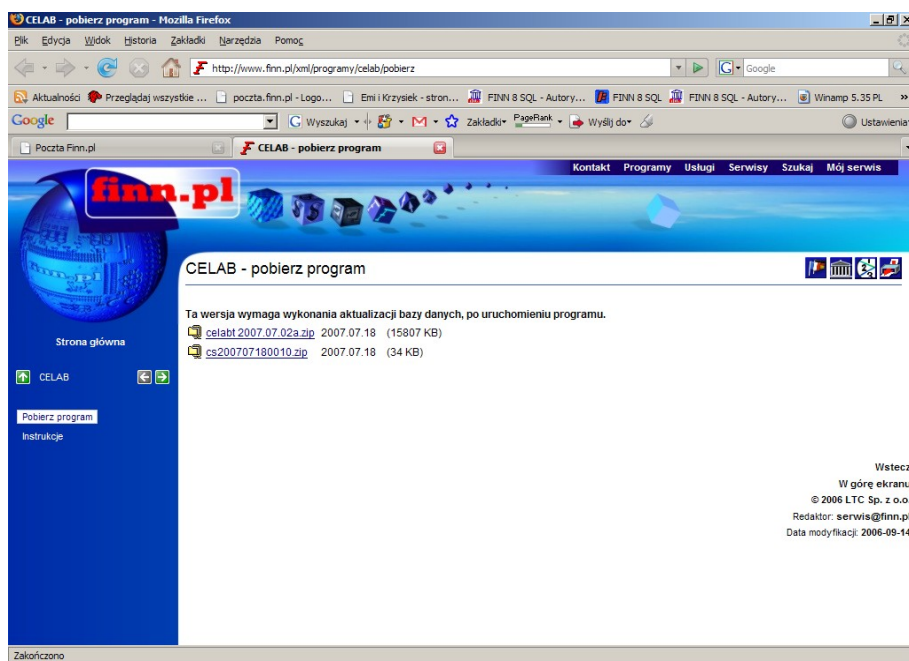 CELAB - pobierz program - Mozilla Firefox
Plik Edycja Widok Historia Zakładki Narzędzia Pomoc
http://www.finn.pl/xml/programy/celab/pobierz
G Google
Aktualności Przeglądaj wszystkie ... poczta.finn.pl - Logo... Emi i Krzysiek - stron... FINN 8 SQL - Autory... FINN 8 SQL FINN 8 SQL - Autory... Winamp 5.35 PL »
Google G Wyszukaj Zakładki PageRank Wyślij do Ustawienia
Poczta Finn.pl CELAB - pobierz program
Kontakt Programy Usługi Serwisy Szukaj Mój serwis
finn.pl
CELAB - pobierz program
Ta wersja wymaga wykonania aktualizacji bazy danych, po uruchomieniu programu.
celabt 2007.07.02a.zip 2007.07.18 (15807 KB)
cs200707180010.zip 2007.07.18 (34 KB)
Strona główna
CELAB
Pobierz program
Instrukcje
Wstecz
W górę ekranu
© 2006 LTC Sp. z o.o
Redaktor: serwis@finn.pl
Data modyfikacji: 2006-09-14
Zakończono